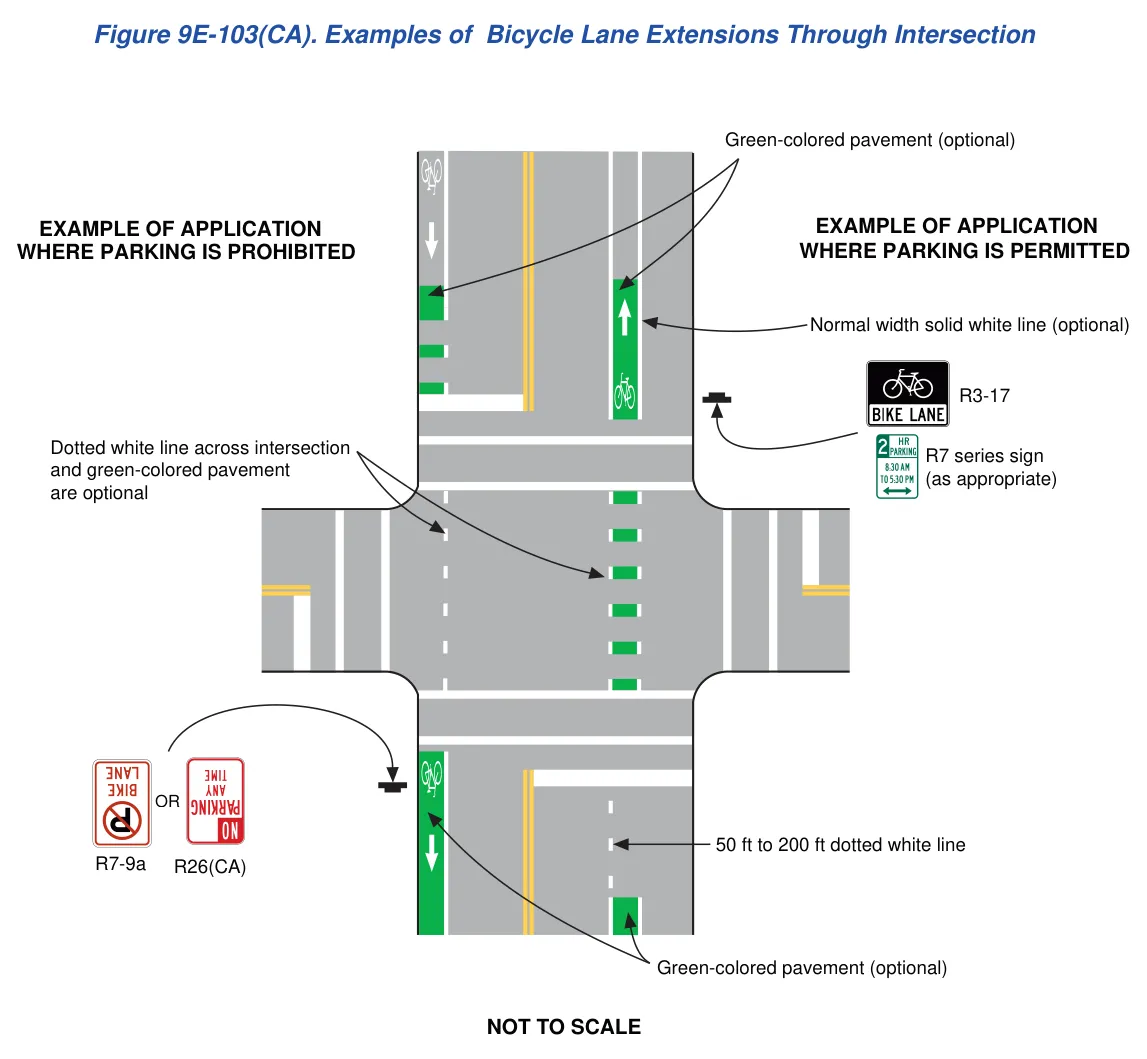 Figure 9E-103(CA). Examples of Bicycle Lane Extensions Through Intersection
Green-colored pavement (optional)
EXAMPLE OF APPLICATION
WHERE PARKING IS PROHIBITED
EXAMPLE OF APPLICATION
WHERE PARKING IS PERMITTED
Normal width solid white line (optional)
BIKE LANE
R3-17
2 HR
PARKING
8:30 AM
TO 5:30 PM
R7 series sign
(as appropriate)
Dotted white line across intersection
and green-colored pavement
are optional
BIKE
LANE
P
R7-9a
OR
NO
PARKING
ANY
TIME
R26(CA)
50 ft to 200 ft dotted white line
Green-colored pavement (optional)
NOT TO SCALE